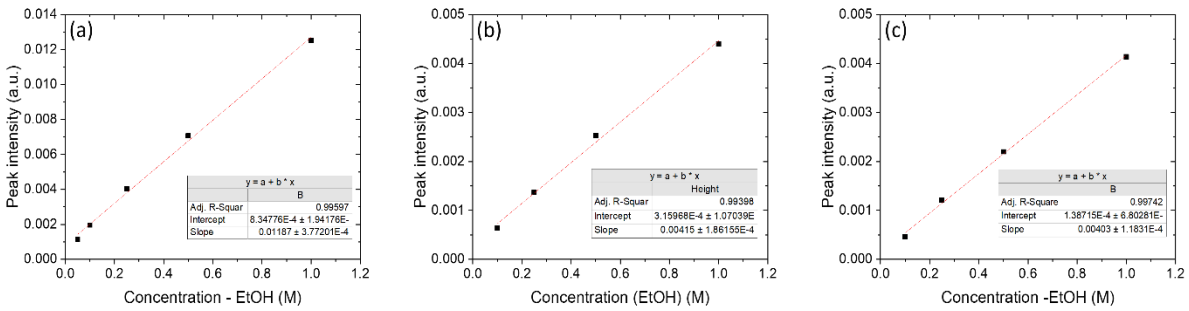 (a)
Peak intensity (a.u.)
0.014
0.012
0.010
0.008
0.006
0.004
0.002
0.000
y = a + b * x
B
Adj. R-Squar 0.99597
Intercept 8.34776E-4 ± 1.94176E-
Slope 0.01187 ± 3.77201E-4
0.0 0.2 0.4 0.6 0.8 1.0 1.2
Concentration - EtOH (M)
(b)
Peak intensity (a.u.)
0.005
0.004
0.003
0.002
0.001
0.000
y = a + b * x
Height
Adj. R-Squar 0.99398
Intercept 3.15968E-4 ± 1.07039E
Slope 0.00415 ± 1.86155E-4
0.0 0.2 0.4 0.6 0.8 1.0 1.2
Concentration (EtOH) (M)
(c)
Peak intensity (a.u.)
0.005
0.004
0.003
0.002
0.001
0.000
y = a + b * x
B
Adj. R-Square 0.99742
Intercept 1.38715E-4 ± 6.80281E-
Slope 0.00403 ± 1.1831E-4
0.0 0.2 0.4 0.6 0.8 1.0 1.2
Concentration -EtOH (M)